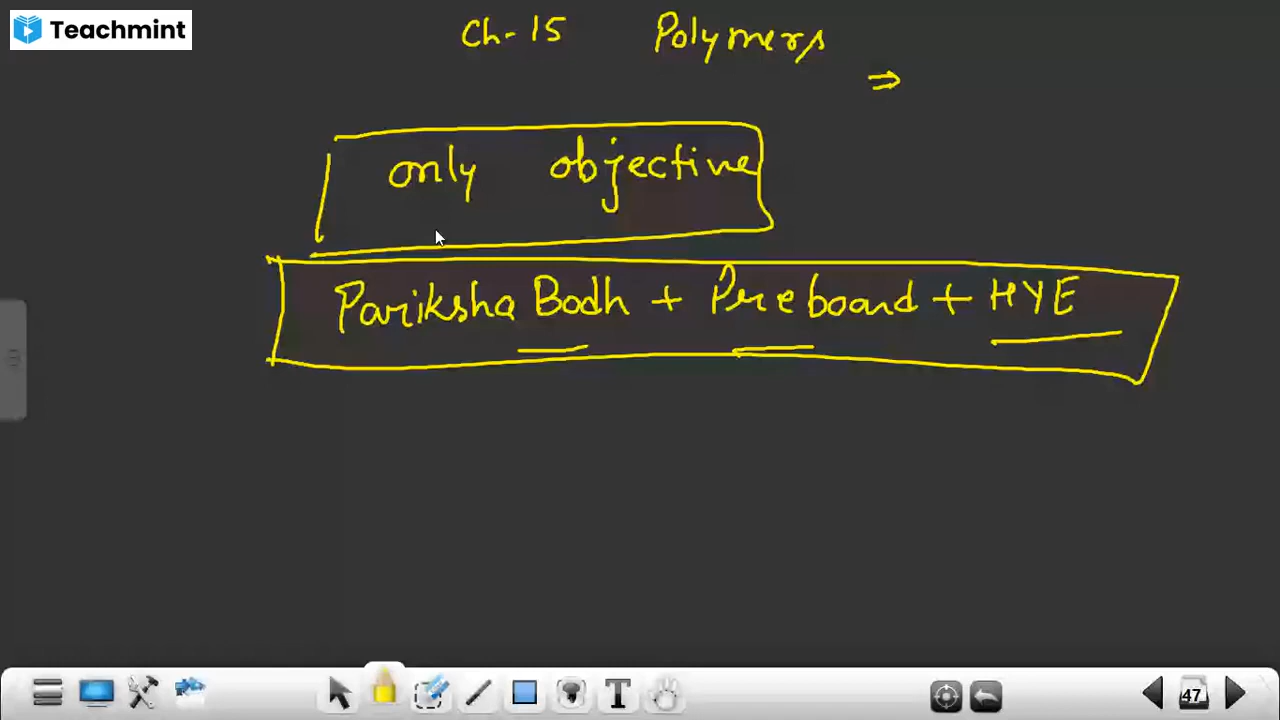 Teachmint
Ch-15 Polymers
⇒
only objective
Pariksha Bodh + Preboard + HYE
T
47